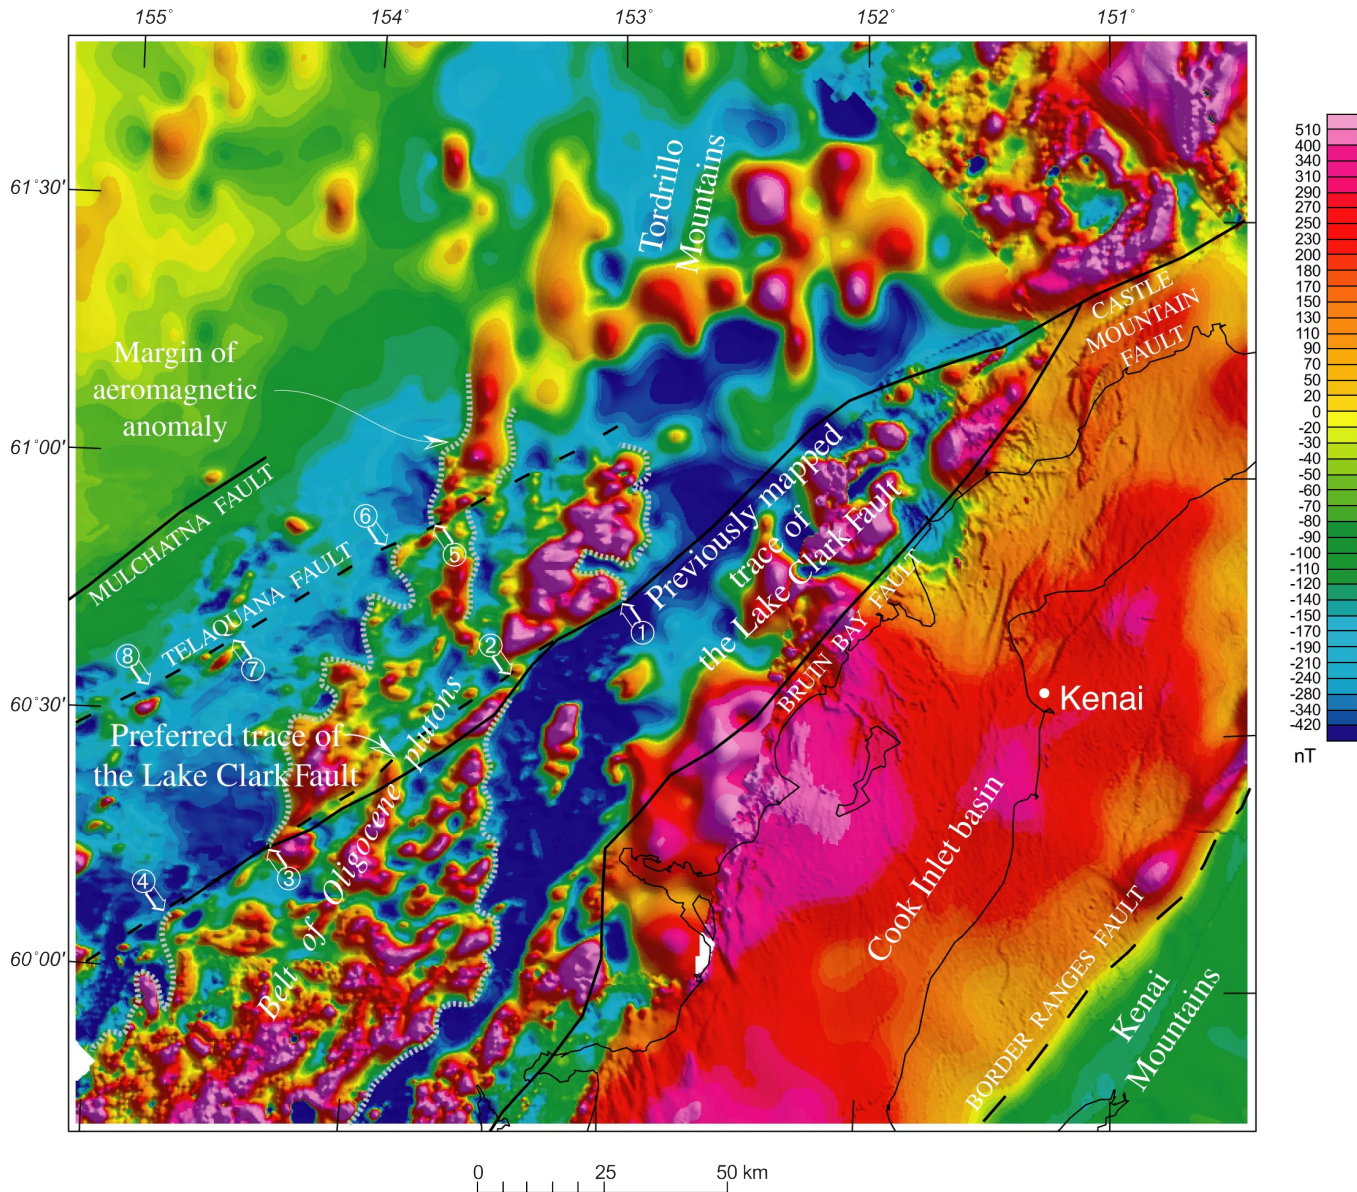 155°
154°
153°
152°
151°
61°30'
61°00'
60°30'
60°00'
Tordrillo
Mountains
CASTLE
MOUNTAIN
FAULT
Margin of
aeromagnetic
anomaly
MULCHATNA FAULT
TELAQUANA FAULT
Previously mapped
trace of
the Lake Clark Fault
BRUIN BAY FAULT
6
5
8
7
2
1
Kenai
Preferred trace of
the Lake Clark Fault
Belt of Oligocene plutons
4
3
Cook Inlet basin
BORDER RANGES FAULT
Kenai
Mountains
510
400
340
310
290
270
250
230
200
180
170
150
130
110
90
70
50
20
0
-20
-30
-40
-50
-60
-70
-80
-90
-100
-110
-120
-140
-150
-170
-190
-210
-240
-280
-340
-420
nT
0 25 50 km